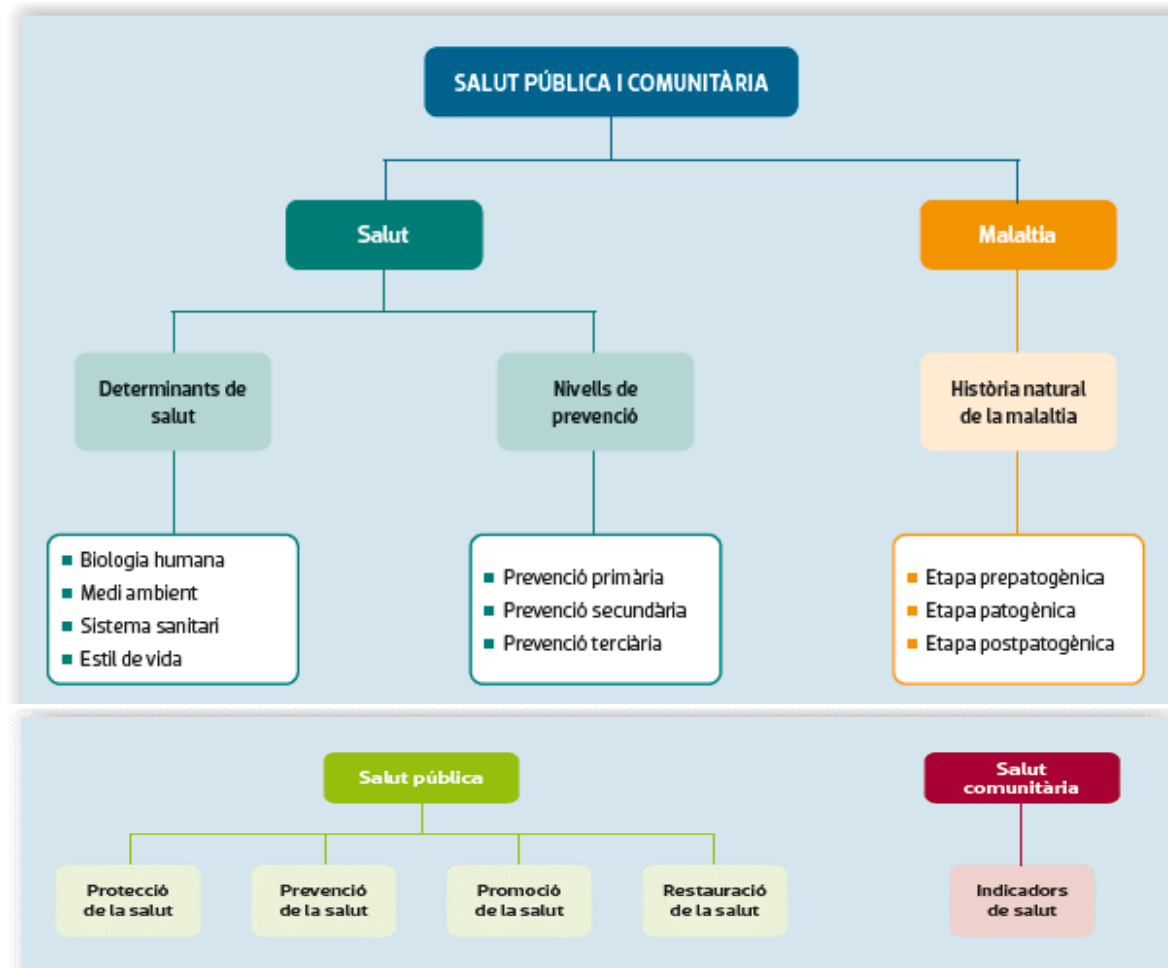 SALUT PÚBLICA I COMUNITÀRIA
Salut
Malaltia
Determinants de
salut
Nivells de
prevenció
Història natural
de la malaltia
Biologia humana
Medi ambient
Sistema sanitari
Estil de vida
Prevenció primària
Prevenció secundària
Prevenció terciària
Etapa prepatogènica
Etapa patogènica
Etapa postpatogènica
Salut pública
Salut
comunitària
Protecció
de la salut
Prevenció
de la salut
Promoció
de la salut
Restauració
de la salut
Indicadors
de salut